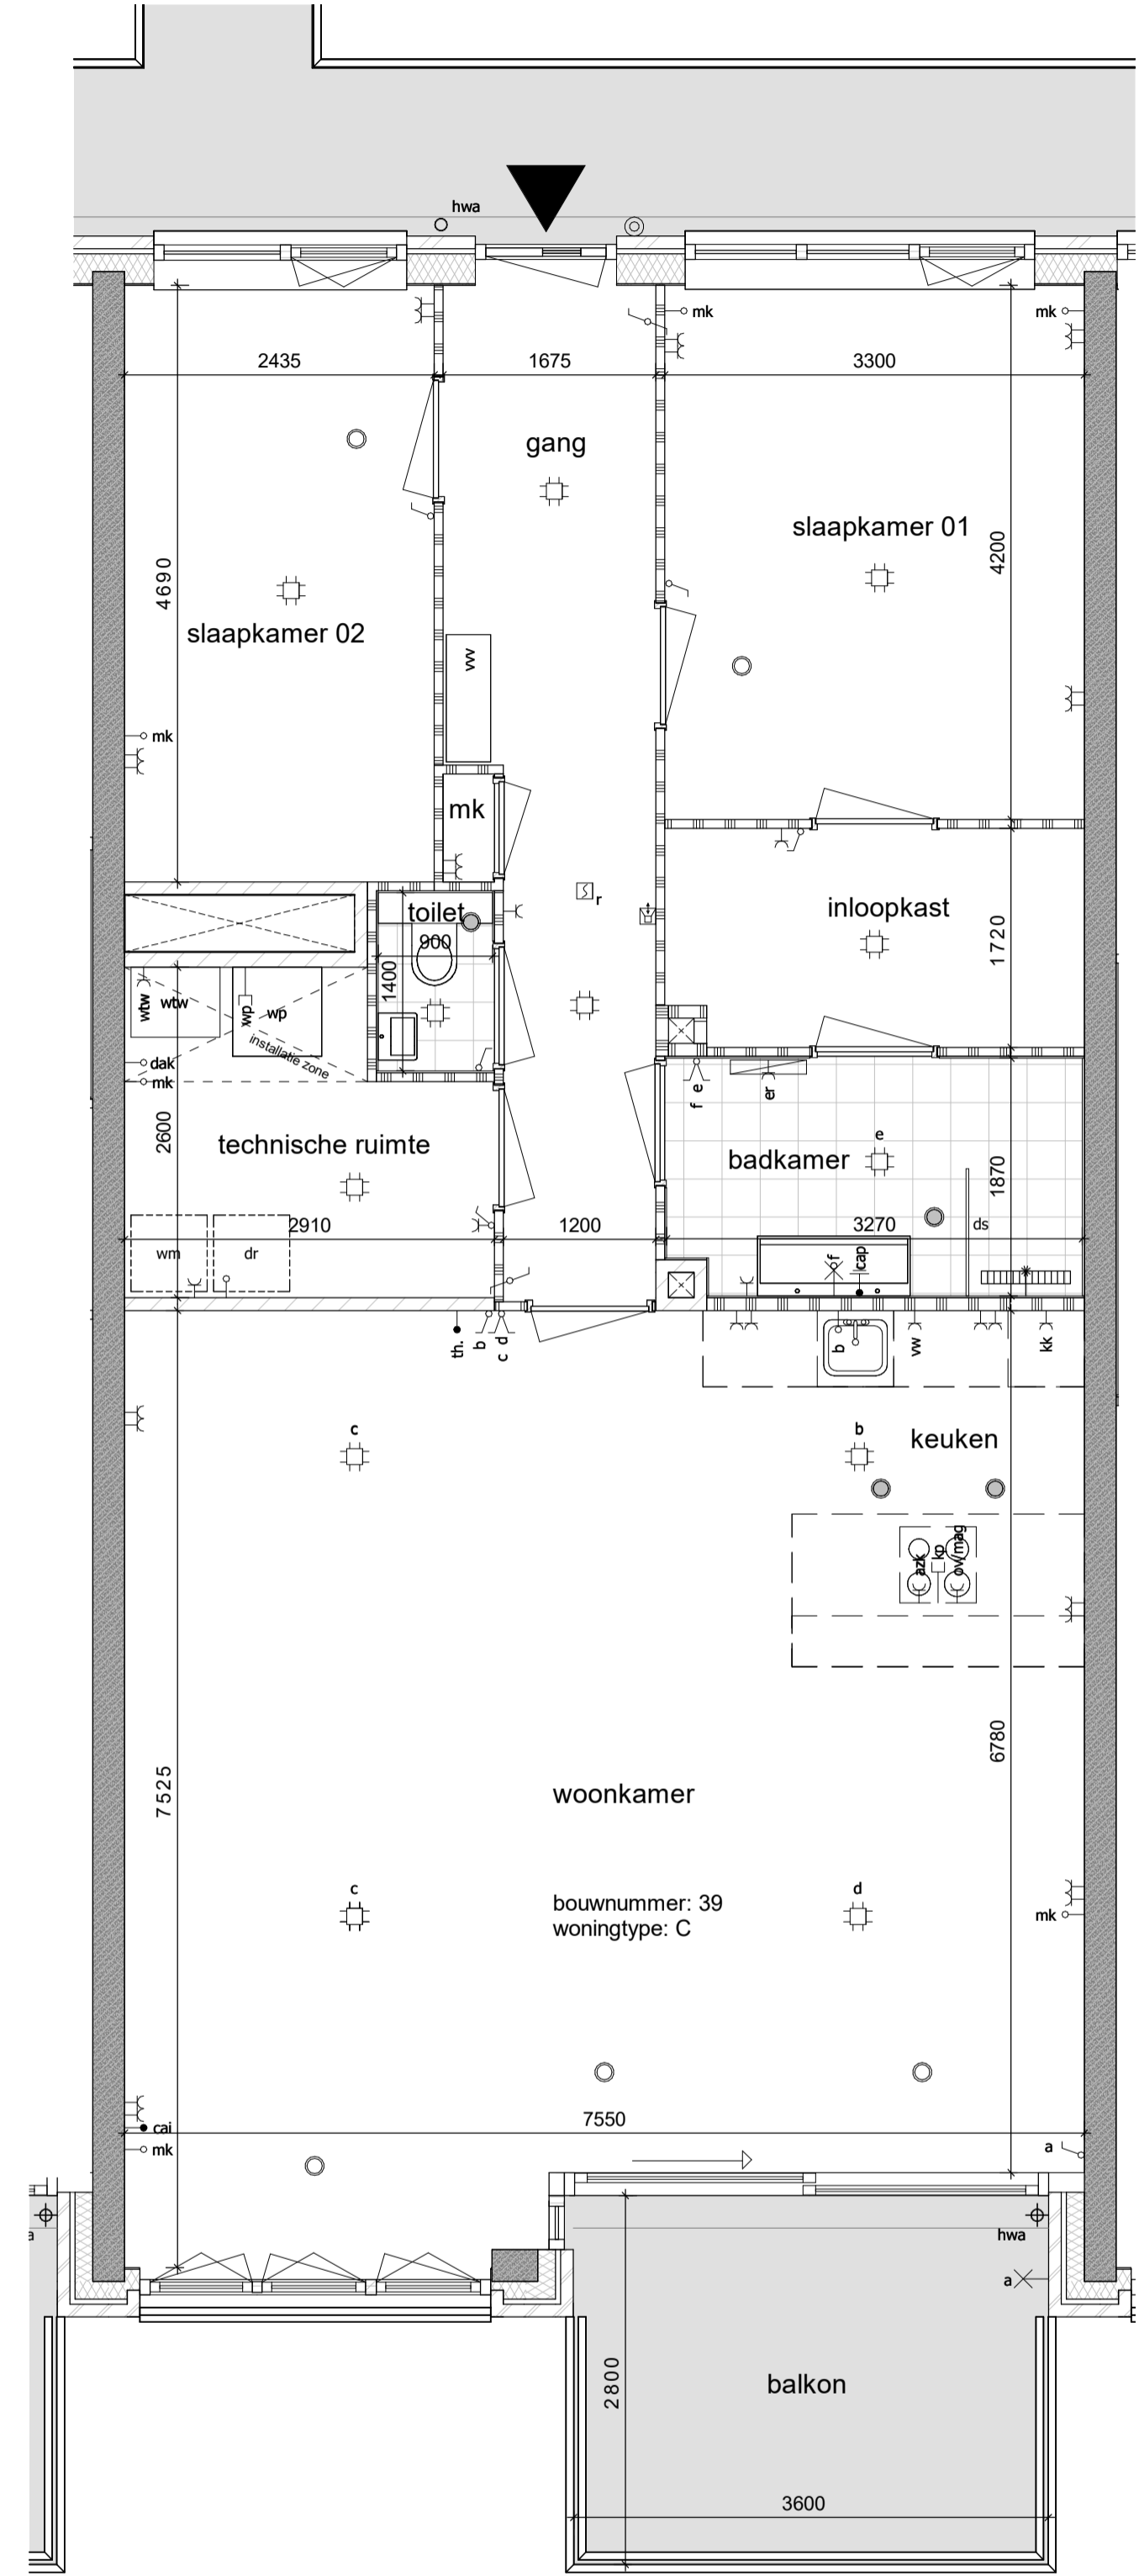 hwa
mk
mk
2435
1675
3300
gang
slaapkamer 01
4200
4690
slaapkamer 02
vvv
mk
mk
toilet
r
inloopkast
900
1720
1400
wtw
wtw
wp
wp
installatie zone
dak
mk
f
e
er
2600
technische ruimte
badkamer
e
1870
2910
1200
3270
ds
wm
dr
f
cap
th.
b
c
d
b
vw
kk
c
b
keuken
azk
kp
ov/mag
6780
7525
woonkamer
c
d
bouwnummer: 39
woningtype: C
mk
cai
7550
mk
a
a
hwa
a
2800
balkon
3600